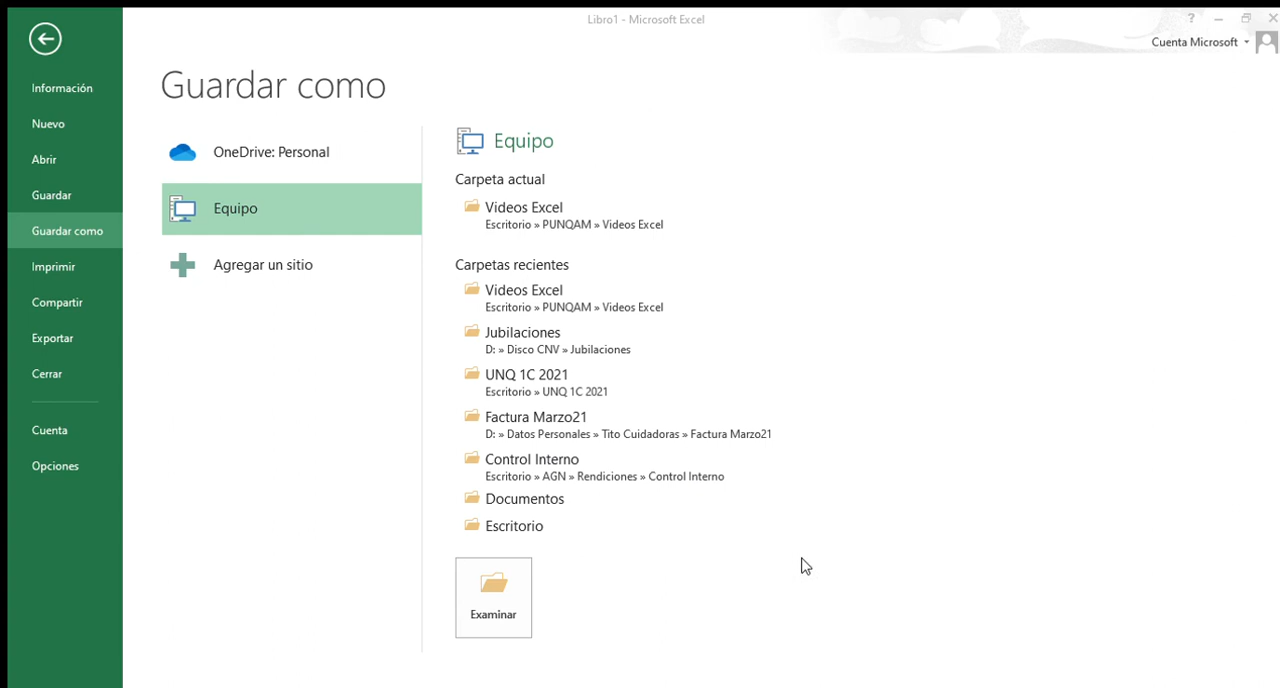 Libro1 - Microsoft Excel
?
Cuenta Microsoft
Información
Nuevo
Abrir
Guardar
Guardar como
Imprimir
Compartir
Exportar
Cerrar
Cuenta
Opciones
Guardar como
OneDrive: Personal
Equipo
Agregar un sitio
Equipo
Carpeta actual
Videos Excel
Escritorio » PUNQAM » Videos Excel
Carpetas recientes
Videos Excel
Escritorio » PUNQAM » Videos Excel
Jubilaciones
D: » Disco CNV » Jubilaciones
UNQ 1C 2021
Escritorio » UNQ 1C 2021
Factura Marzo21
D: » Datos Personales » Tito Cuidadoras » Factura Marzo21
Control Interno
Escritorio » AGN » Rendiciones » Control Interno
Documentos
Escritorio
Examinar